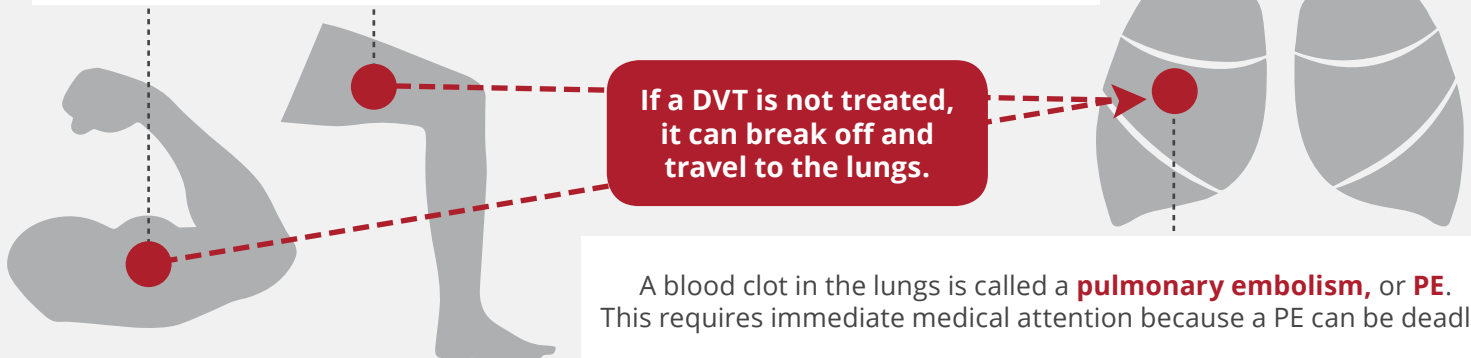 If a DVT is not treated,
it can break off and
travel to the lungs.
A blood clot in the lungs is called a pulmonary embolism, or PE.
This requires immediate medical attention because a PE can be deadl